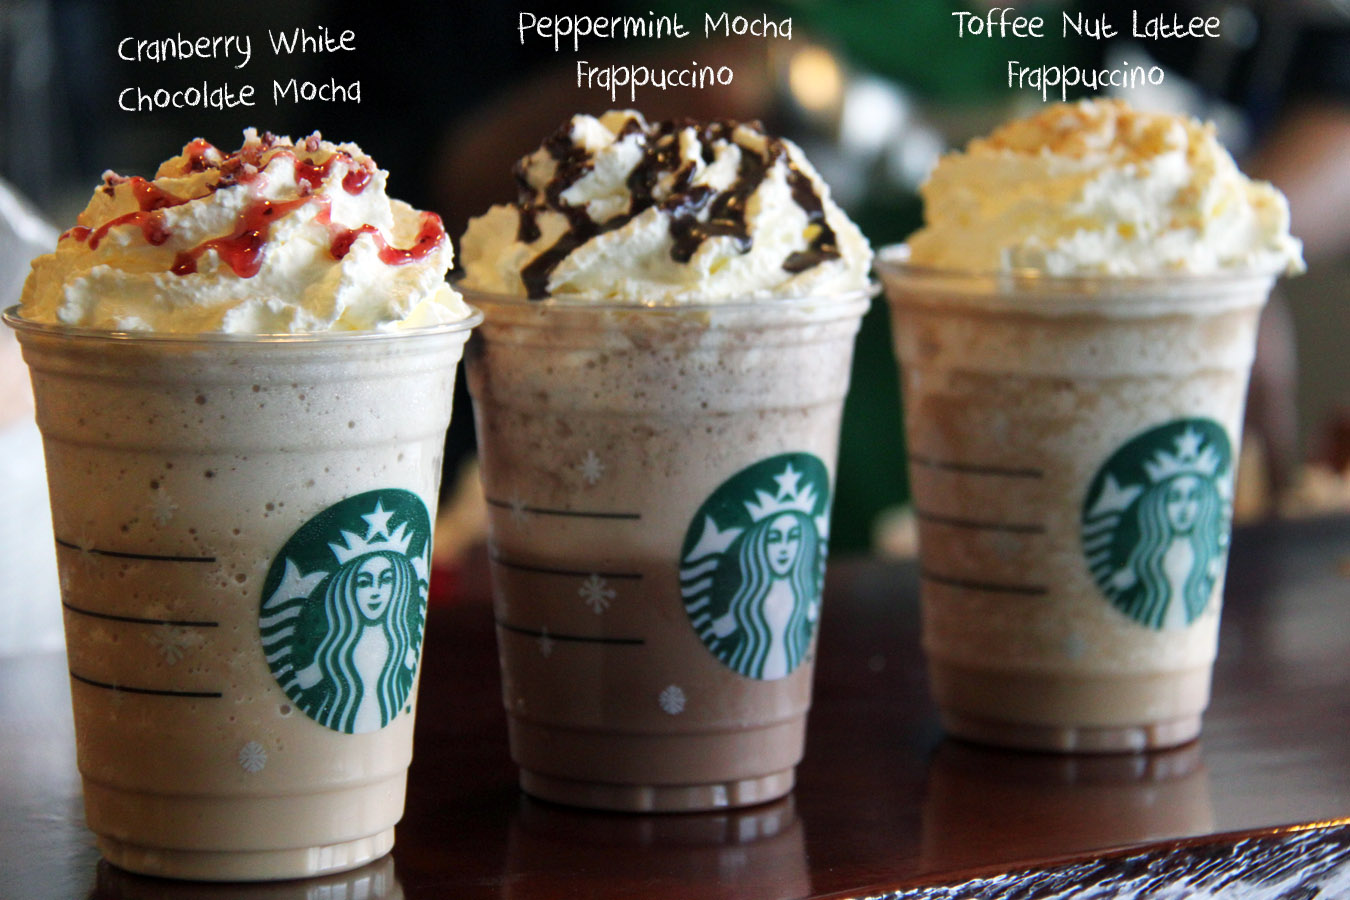 Cranberry White
Chocolate Mocha
Peppermint Mocha
Frappuccino
Toffee Nut Lattee
Frappuccino